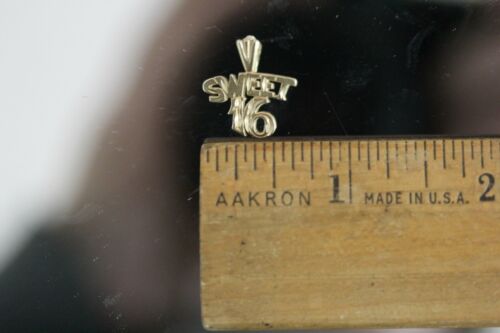 SWEET
16
AAKRON 1 MADE IN U.S.A. 2